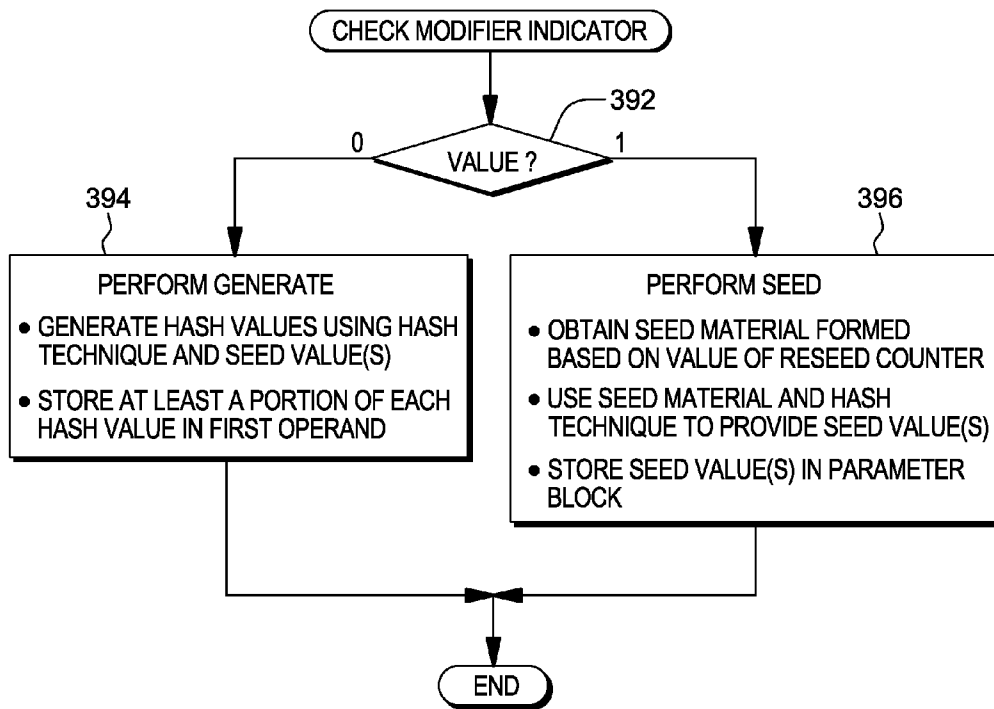 CHECK MODIFIER INDICATOR
392
0
1
VALUE ?
394
396
PERFORM GENERATE
● GENERATE HASH VALUES USING HASH
TECHNIQUE AND SEED VALUE(S)
● STORE AT LEAST A PORTION OF EACH
HASH VALUE IN FIRST OPERAND
PERFORM SEED
● OBTAIN SEED MATERIAL FORMED
BASED ON VALUE OF RESEED COUNTER
● USE SEED MATERIAL AND HASH
TECHNIQUE TO PROVIDE SEED VALUE(S)
● STORE SEED VALUE(S) IN PARAMETER
BLOCK
END